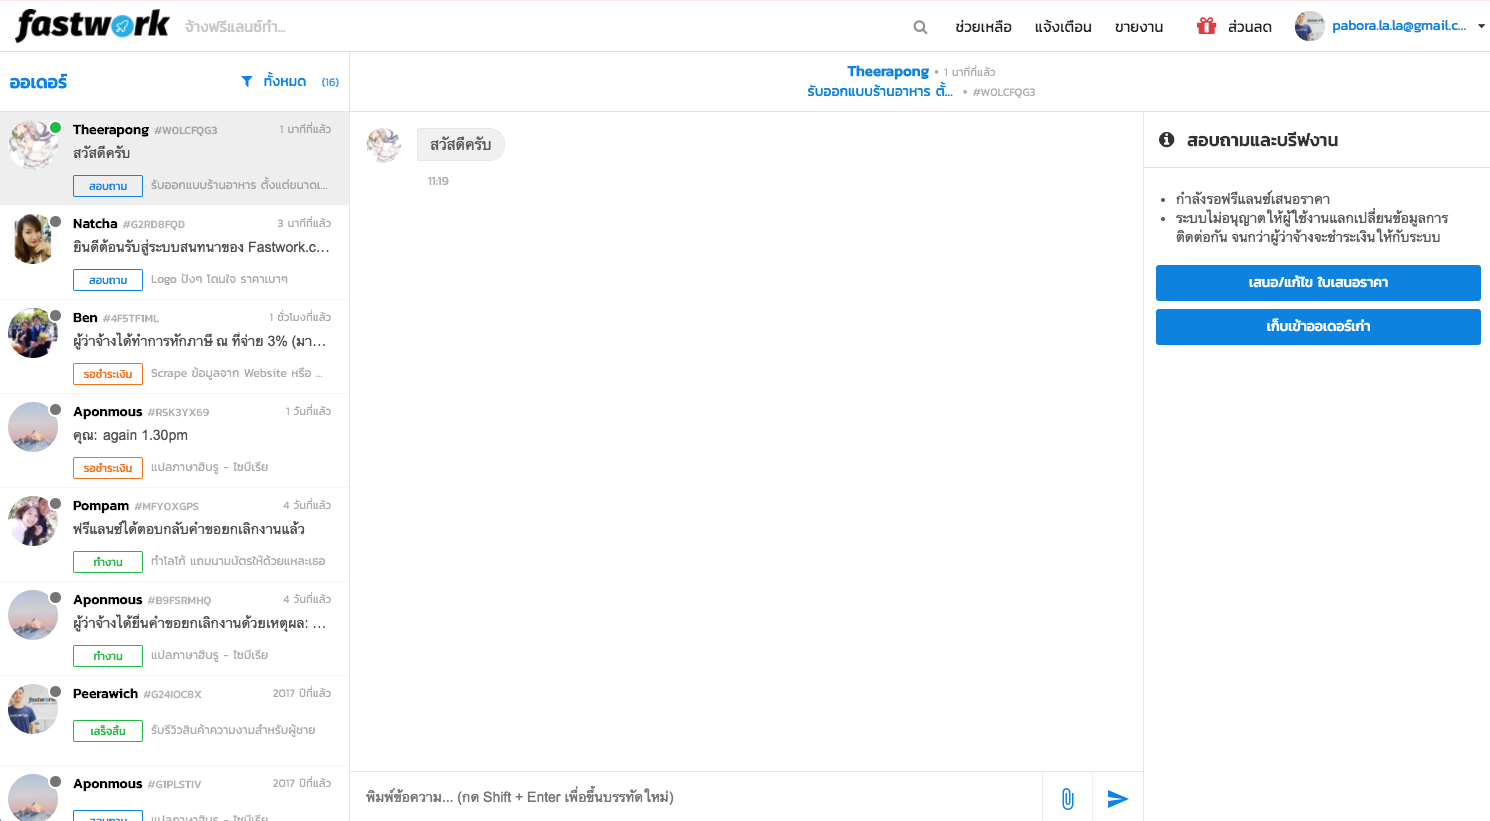 fastwork
จ้างฟรีแลนซ์ทำ...
ช่วยเหลือ
แจ้งเตือน
ขายงาน
ส่วนลด
pabora.la.la@gmail.c...
ออเดอร์
ทั้งหมด (16)
Theerapong #WOLCFQG3 1 นาทีที่แล้ว
สวัสดีครับ
สอบถาม รับออกแบบร้านอาหาร ตั้งแต่ขนาดเ...
Natcha #G2RD8FQD 3 นาทีที่แล้ว
ยินดีต้อนรับสู่ระบบสนทนาของ Fastwork.c...
สอบถาม Logo ปังๆ โดนใจ ราคาเบาๆ
Ben #4F5TF1ML 1 ชั่วโมงที่แล้ว
ผู้ว่าจ้างได้ทำการหักภาษี ณ ที่จ่าย 3% (มา...
รอชำระเงิน Scrape ข้อมูลจาก Website หรือ ...
Aponmous #R5K3YX69 1 วันที่แล้ว
คุณ: again 1.30pm
รอชำระเงิน แปลภาษาฮิบรู - ไซบีเรีย
Pompam #MFYOXGPS 4 วันที่แล้ว
ฟรีแลนซ์ได้ตอบกลับคำขอยกเลิกงานแล้ว
ทำงาน ทำโลโก้ แถมนามบัตรให้ด้วยแหละเธอ
Aponmous #B9FSRMHQ 4 วันที่แล้ว
ผู้ว่าจ้างได้ยื่นคำขอยกเลิกงานด้วยเหตุผล: ...
ทำงาน แปลภาษาฮิบรู - ไซบีเรีย
Peerawich #G24IOC8X 2017 ปีที่แล้ว
เสร็จสิ้น รับรีวิวสินค้าความงามสำหรับผู้ชาย
Aponmous #G1PLSTIV 2017 ปีที่แล้ว
สอบถาม แปลภาษาฮิบรู - ไซบีเรีย
Theerapong • 1 นาทีที่แล้ว
รับออกแบบร้านอาหาร ตั้... • #WOLCFQG3
สวัสดีครับ
11:19
พิมพ์ข้อความ... (กด Shift + Enter เพื่อขึ้นบรรทัดใหม่)
สอบถามและบรีฟงาน
• กำลังรอฟรีแลนซ์เสนอราคา
• ระบบไม่อนุญาตให้ผู้ใช้งานแลกเปลี่ยนข้อมูลการ
ติดต่อกัน จนกว่าผู้ว่าจ้างจะชำระเงินให้กับระบบ
เสนอ/แก้ไข ใบเสนอราคา
เก็บเข้าออเดอร์เก่า